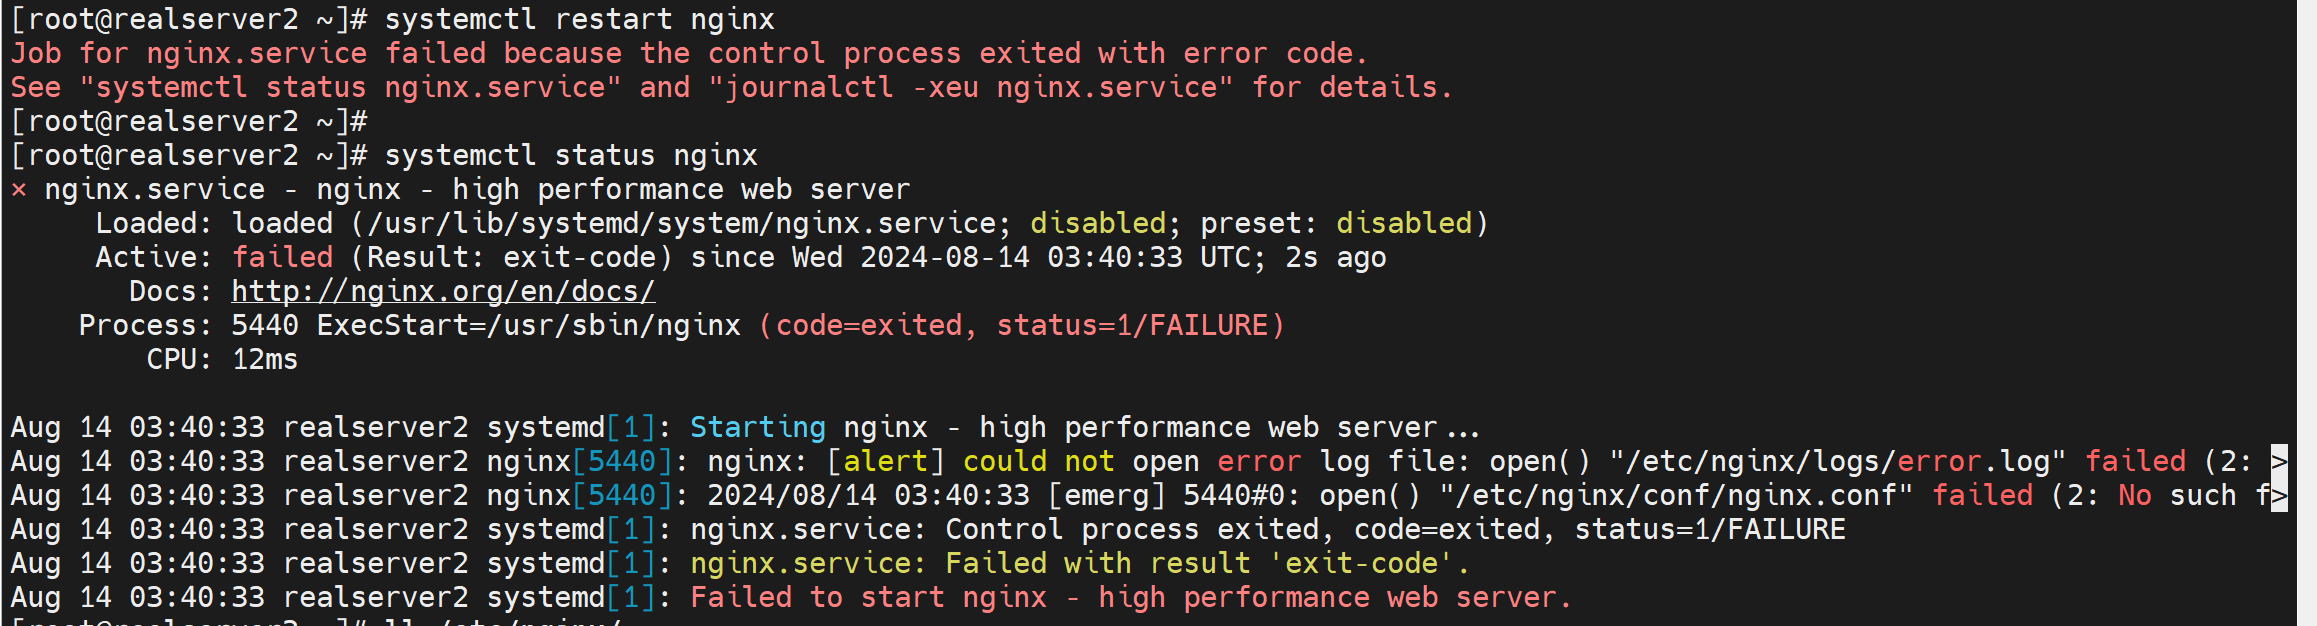 [root@realserver2 ~]# systemctl restart nginx
Job for nginx.service failed because the control process exited with error code.
See "systemctl status nginx.service" and "journalctl -xeu nginx.service" for details.
[root@realserver2 ~]#
[root@realserver2 ~]# systemctl status nginx
× nginx.service - nginx - high performance web server
     Loaded: loaded (/usr/lib/systemd/system/nginx.service; disabled; preset: disabled)
     Active: failed (Result: exit-code) since Wed 2024-08-14 03:40:33 UTC; 2s ago
       Docs: http://nginx.org/en/docs/
    Process: 5440 ExecStart=/usr/sbin/nginx (code=exited, status=1/FAILURE)
        CPU: 12ms
Aug 14 03:40:33 realserver2 systemd[1]: Starting nginx - high performance web server...
Aug 14 03:40:33 realserver2 nginx[5440]: nginx: [alert] could not open error log file: open() "/etc/nginx/logs/error.log" failed (2: >
Aug 14 03:40:33 realserver2 nginx[5440]: 2024/08/14 03:40:33 [emerg] 5440#0: open() "/etc/nginx/conf/nginx.conf" failed (2: No such f>
Aug 14 03:40:33 realserver2 systemd[1]: nginx.service: Control process exited, code=exited, status=1/FAILURE
Aug 14 03:40:33 realserver2 systemd[1]: nginx.service: Failed with result 'exit-code'.
Aug 14 03:40:33 realserver2 systemd[1]: Failed to start nginx - high performance web server.
[root@realserver2 ~]# ll /etc/nginx/